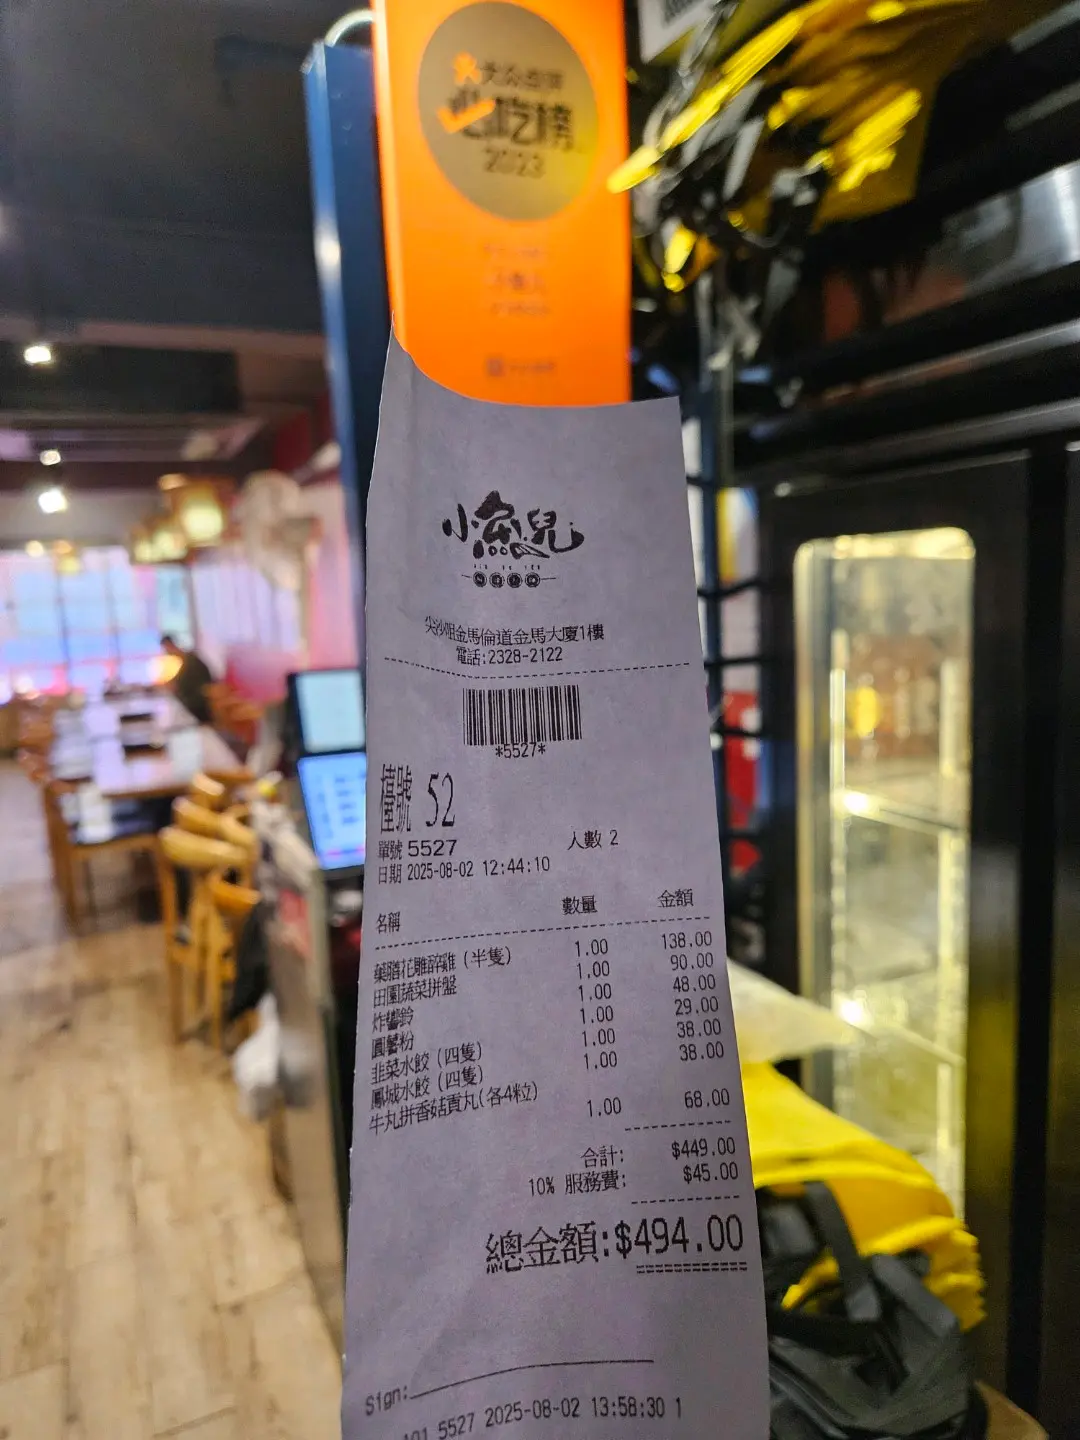 大众点评
必吃榜
2023
小魚兒
尖沙咀金馬倫道金馬大廈1樓
電話:2328-2122
*5527*
檯號 52
單號 5527 人數 2
日期 2025-08-02 12:44:10
名稱 數量 金額
藥膳花雕醉雞 (半隻) 1.00 138.00
田園蔬菜拼盤 1.00 90.00
炸響鈴 1.00 48.00
圓薯粉 1.00 29.00
韭菜水餃 (四隻) 1.00 38.00
鳳城水餃 (四隻) 1.00 38.00
牛丸拼香菇貢丸(各4粒)
1.00 68.00
合計: $449.00
10% 服務費: $45.00
總金額:$494.00
Sign:
101 5527 2025-08-02 13:58:30 1